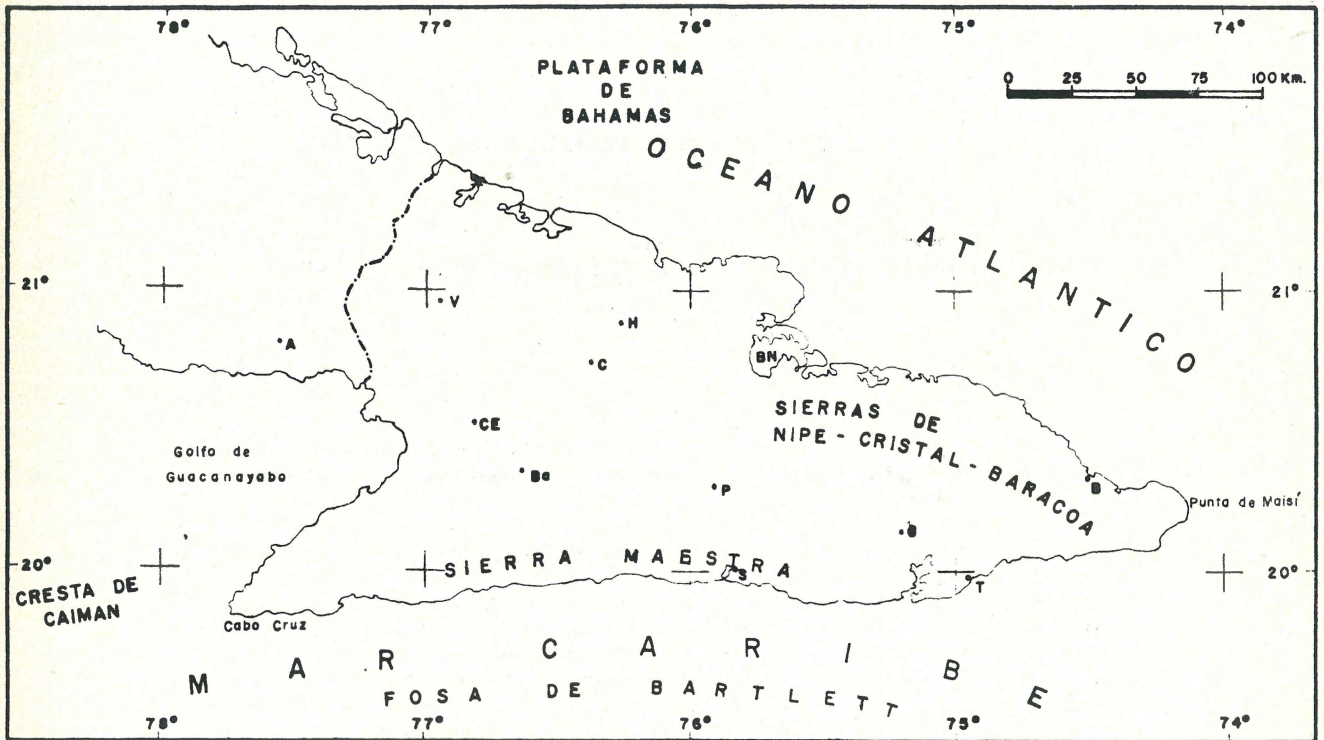 78° 77° 76° 75° 74°
PLATAFORMA
DE
BAHAMAS
0 25 50 75 100 Km.
OCEANO ATLANTICO
21° 21°
V
H
A
BN
C
SIERRAS DE
NIPE - CRISTAL - BARACOA
CE
Golfo de
Guacanayabo
Ba
P
B
Punta de Maisí
20° 20°
SIERRA MAESTRA
S
T
CRESTA DE
CAIMAN
Cabo Cruz
MAR CARIBE
FOSA DE BARTLETT
78° 77° 76° 75° 74°